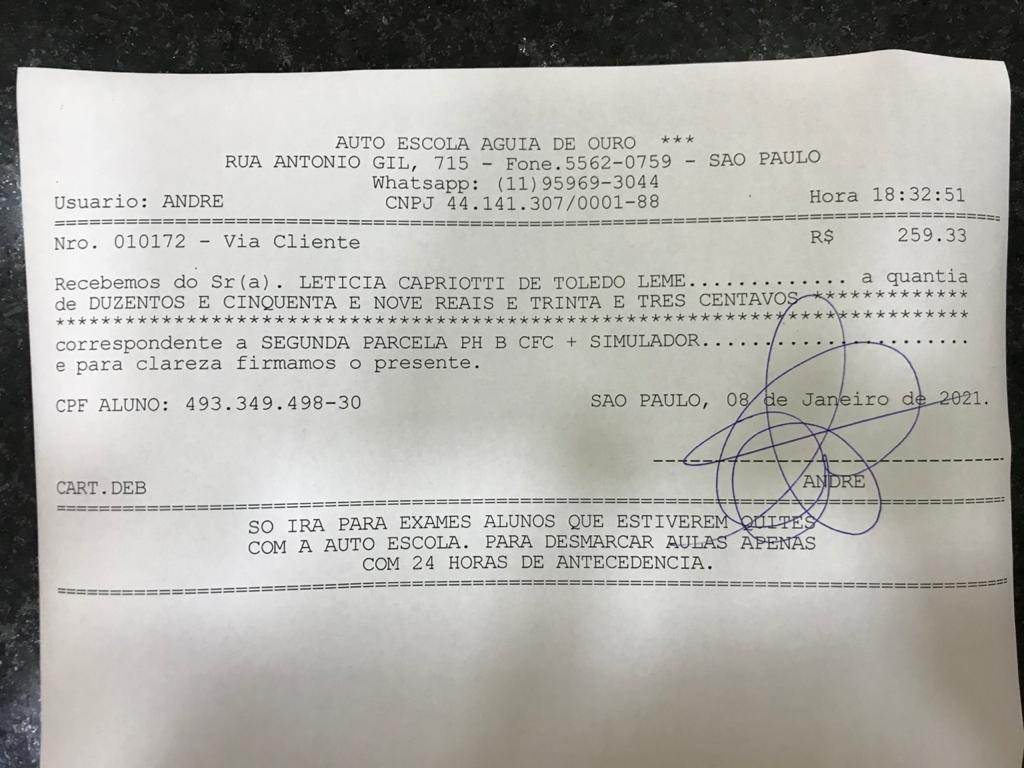 AUTO ESCOLA AGUIA DE OURO ***
RUA ANTONIO GIL, 715 - Fone.5562-0759 - SAO PAULO
Whatsapp: (11)95969-3044
Usuario: ANDRE CNPJ 44.141.307/0001-88 Hora 18:32:51
Nro. 010172 - Via Cliente R$ 259.33
Recebemos do Sr(a). LETICIA CAPRIOTTI DE TOLEDO LEME.............. a quantia
de DUZENTOS E CINQUENTA E NOVE REAIS E TRINTA E TRES CENTAVOS **************
********************************************************************************
correspondente a SEGUNDA PARCELA PH B CFC + SIMULADOR........................
e para clareza firmamos o presente.
CPF ALUNO: 493.349.498-30 SAO PAULO, 08 de Janeiro de 2021.
ANDRE
CART.DEB
SO IRA PARA EXAMES ALUNOS QUE ESTIVEREM QUITES
COM A AUTO ESCOLA. PARA DESMARCAR AULAS APENAS
COM 24 HORAS DE ANTECEDENCIA.